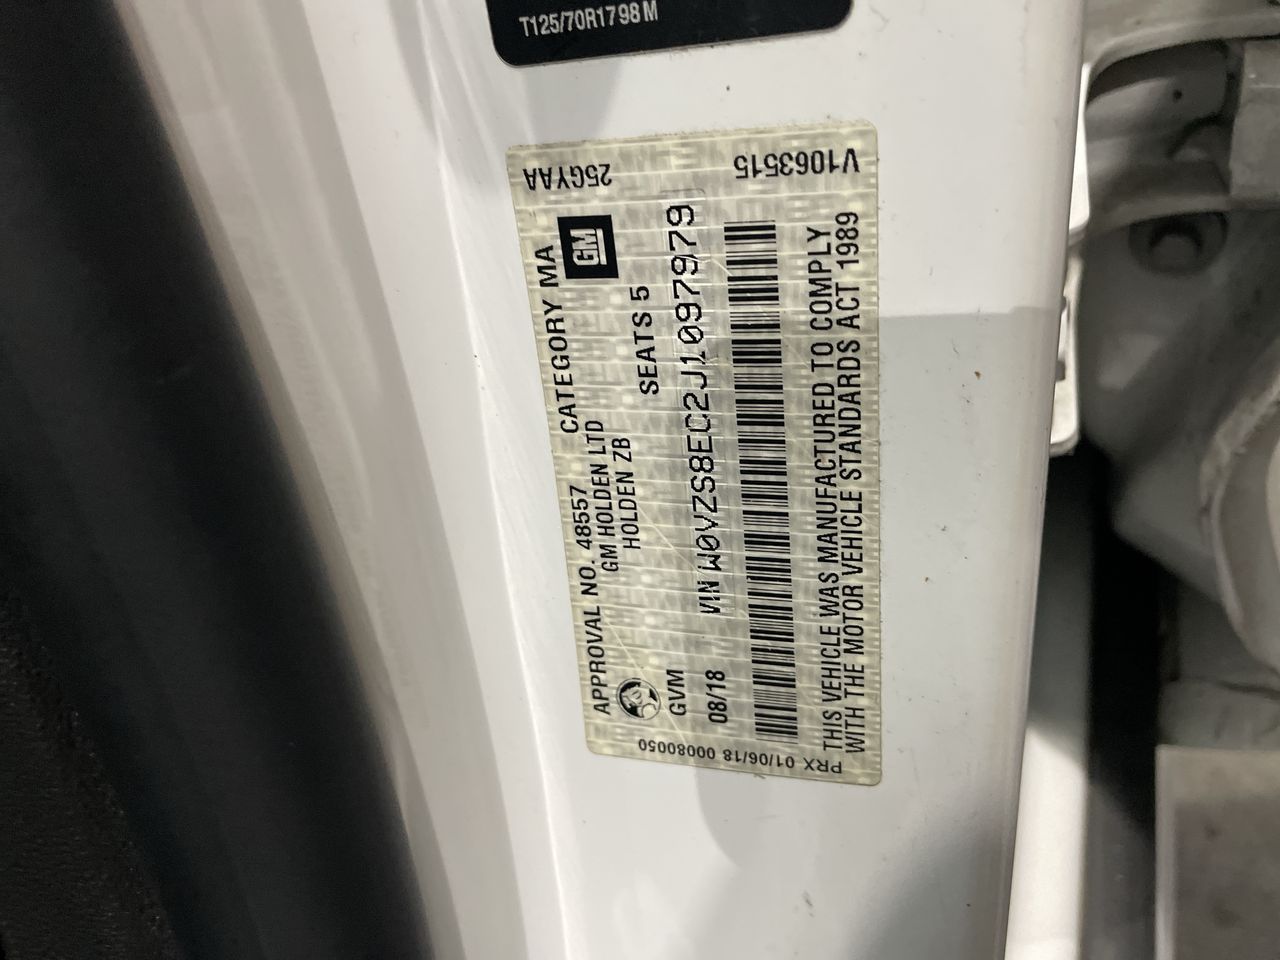 T125/70R17 98 M
25GYAA
V1063515
APPROVAL NO. 48557 CATEGORY MA
GM
GM HOLDEN LTD
HOLDEN ZB
SEATS 5
GVM
VIN W0VZS8EC2J1097979
08/18
THIS VEHICLE WAS MANUFACTURED TO COMPLY
WITH THE MOTOR VEHICLE STANDARDS ACT 1989
PRX 01/06/18 00080050